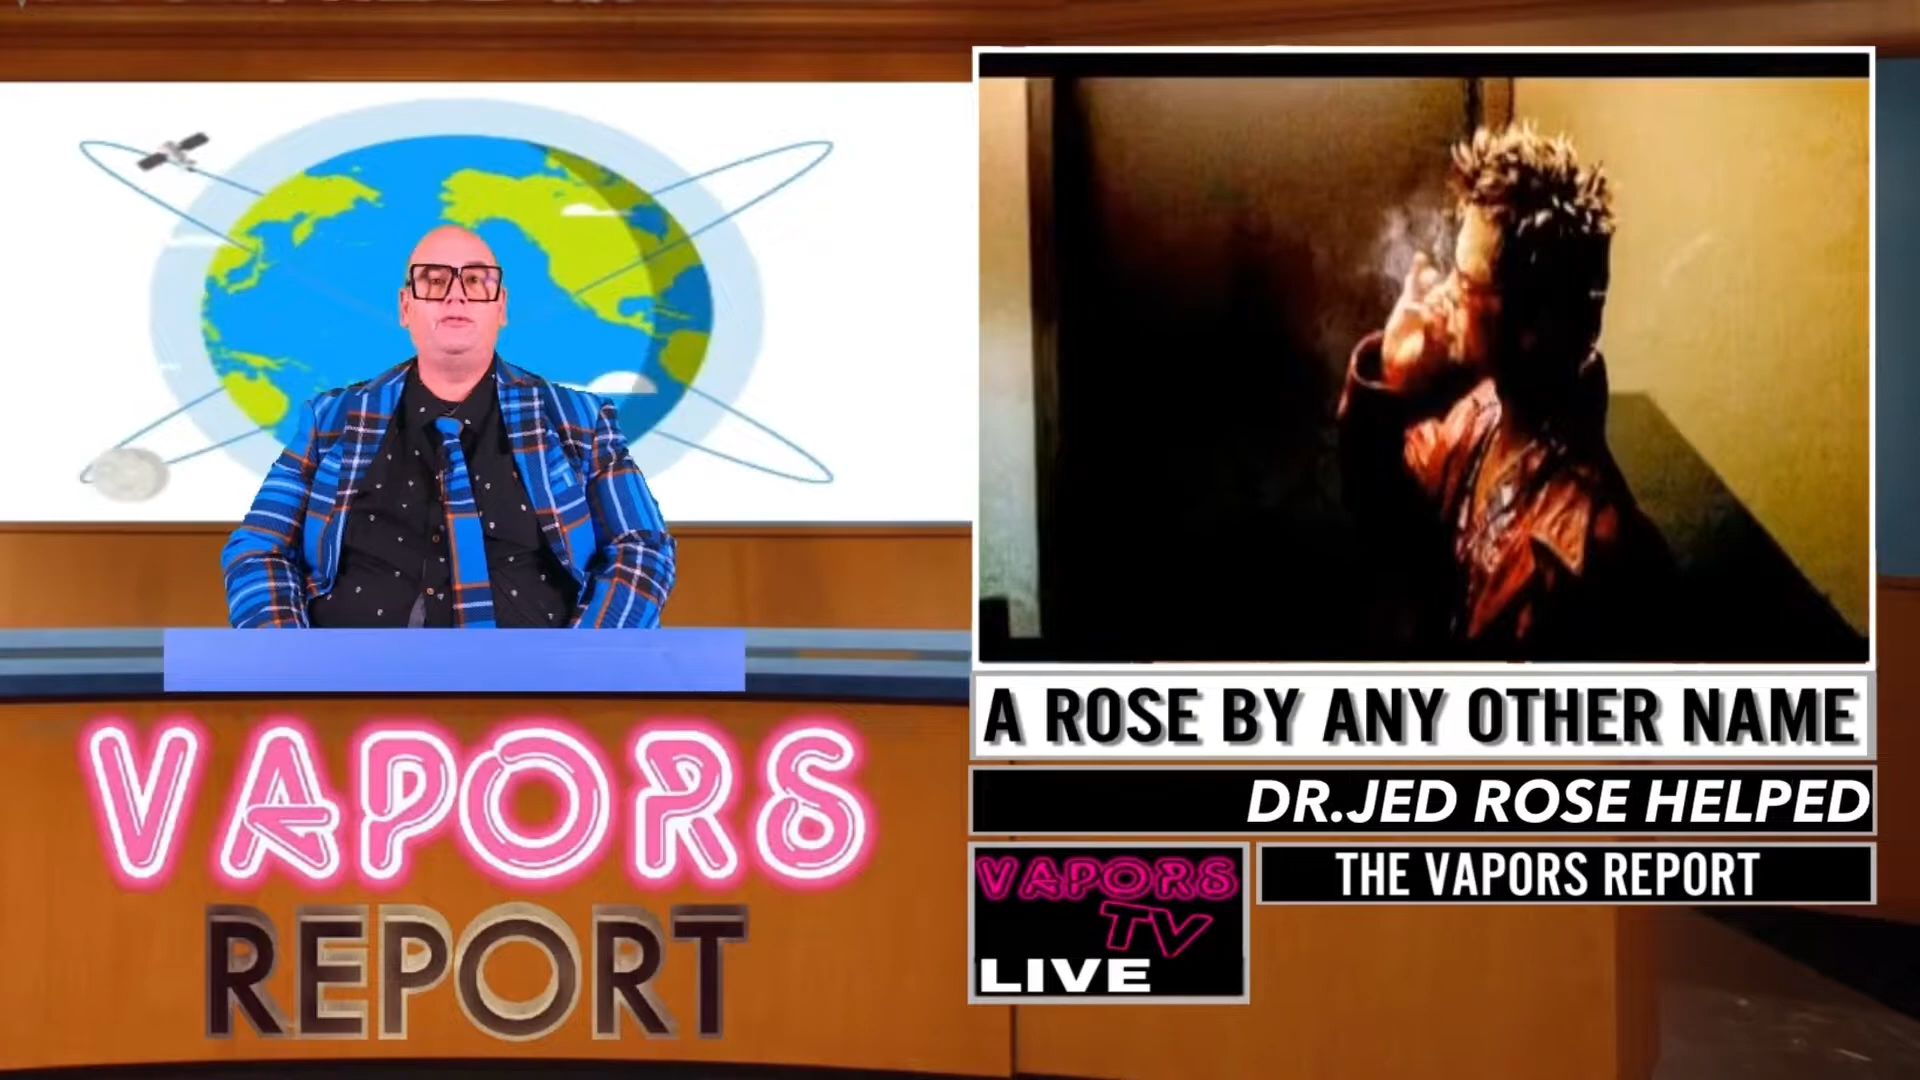 VAPORS
REPORT
A ROSE BY ANY OTHER NAME
DR.JED ROSE HELPED
VAPORS
TV
LIVE
THE VAPORS REPORT